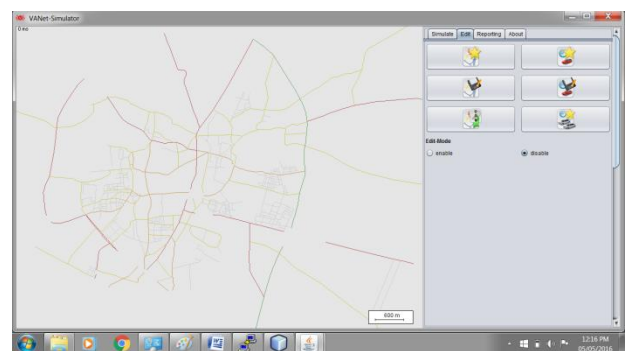 VANet-Simulator
0 ms
Simulate Edit Reporting About
Edit-Mode
enable disable
600 m
12:16 PM
05/05/2016